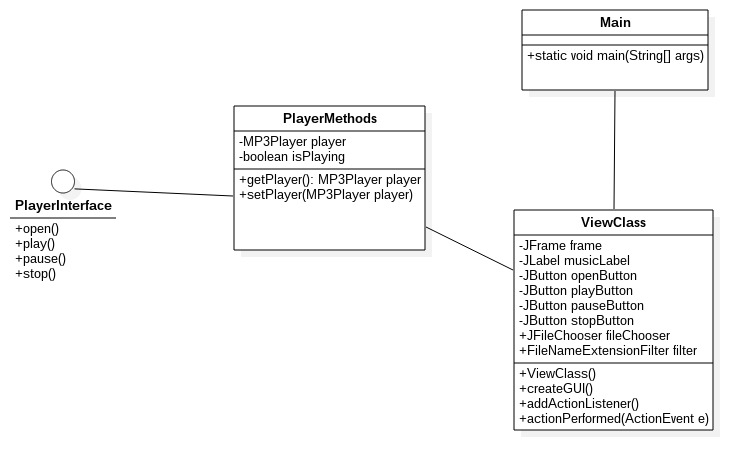 Main
+static void main(String[] args)
PlayerMethods
-MP3Player player
-boolean isPlaying
+getPlayer(): MP3Player player
+setPlayer(MP3Player player)
PlayerInterface
+open()
+play()
+pause()
+stop()
ViewClass
-JFrame frame
-JLabel musicLabel
-JButton openButton
-JButton playButton
-JButton pauseButton
-JButton stopButton
+JFileChooser fileChooser
+FileNameExtensionFilter filter
+ViewClass()
+createGUI()
+addActionListener()
+actionPerformed(ActionEvent e)